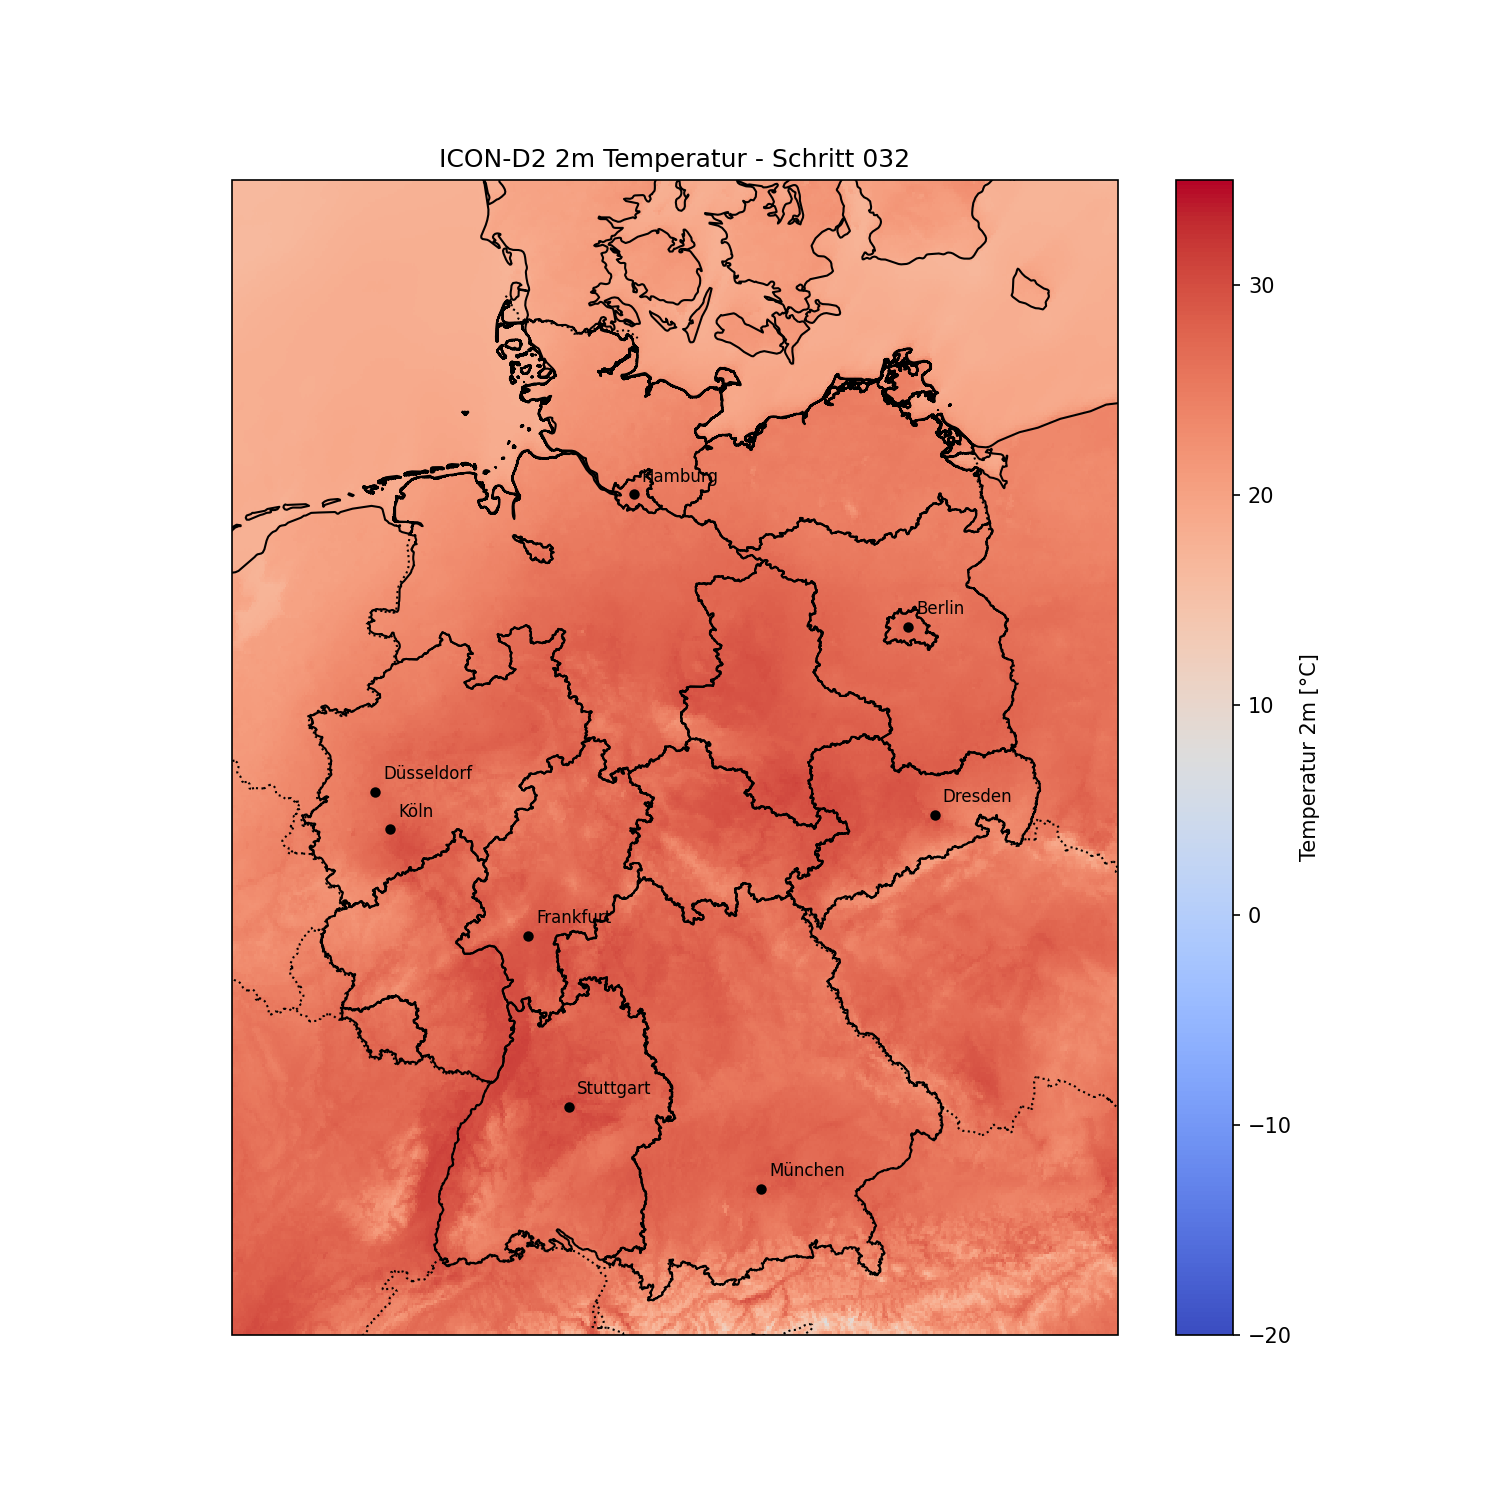 ICON-D2 2m Temperatur - Schritt 032
Hamburg
Berlin
Düsseldorf
Köln
Dresden
Frankfurt
Stuttgart
München
30
20
10
0
−10
−20
Temperatur 2m [°C]